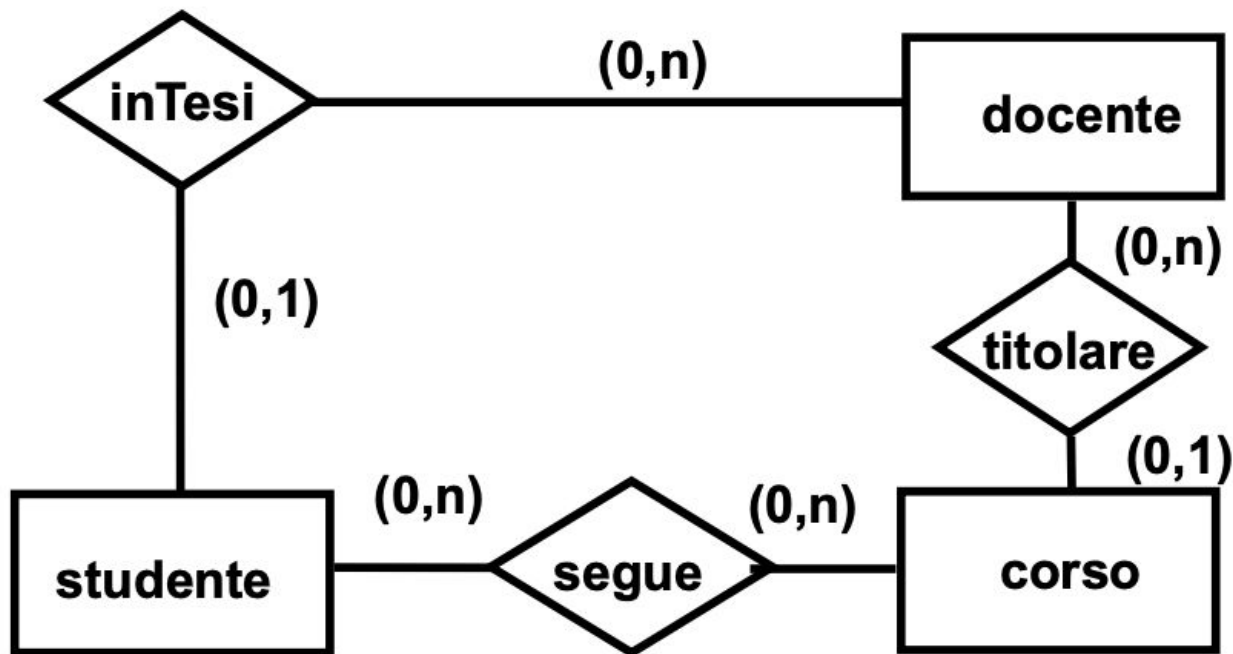 (0,n)
inTesi
docente
(0,n)
(0,1)
titolare
(0,1)
(0,n)
(0,n)
studente
segue
corso